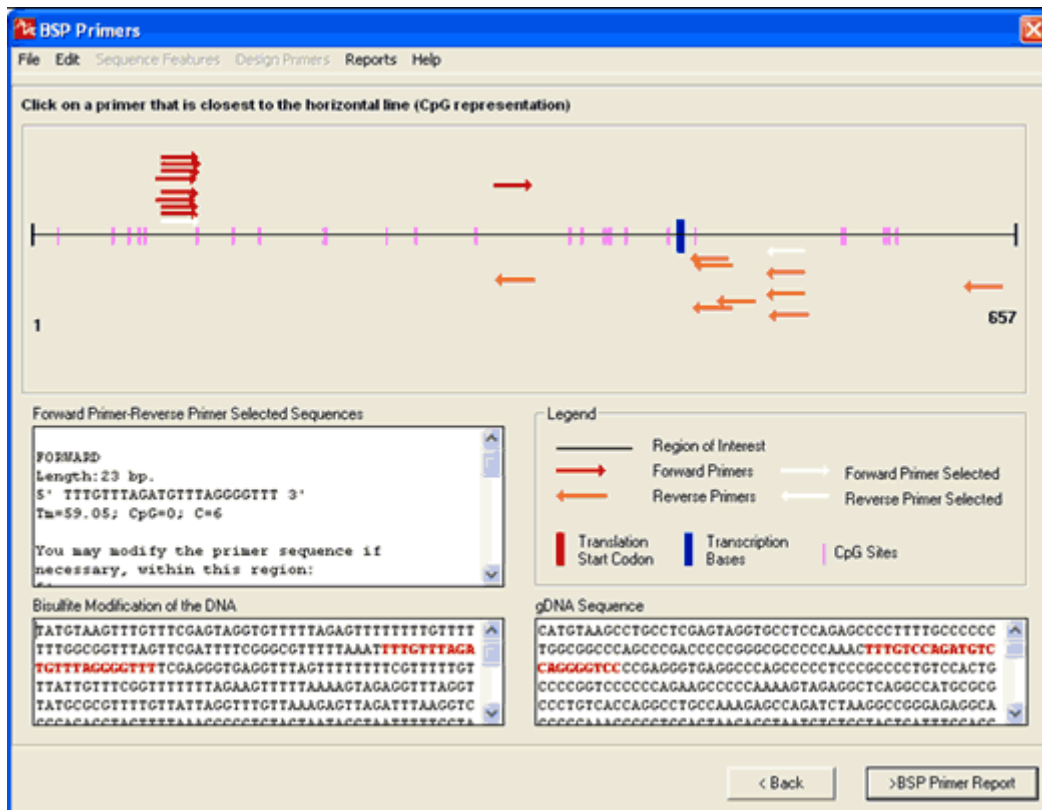 BSP Primers
File Edit Sequence Features Design Primers Reports Help
Click on a primer that is closest to the horizontal line (CpG representation)
1
657
Forward Primer-Reverse Primer Selected Sequences
FORWARD
Length:23 bp.
5' TTTGTTTAGATGTTTAGGGGTTT 3'
Tm=59.05; CpG=0; C=6
You may modify the primer sequence if
necessary, within this region:
Legend
Region of Interest
Forward Primers
Forward Primer Selected
Reverse Primers
Reverse Primer Selected
Translation
Start Codon
Transcription
Bases
CpG Sites
Bisulfite Modification of the DNA
TATGTAAGTTTGTTTCGAGTAGGTGTTTTTAGAGTTTTTTTTGTTTT
TTTGGCGGTTTAGTTCGATTTTCGGGCGTTTTTAAATTTTGTTTAGA
TGTTTAGGGGTTTTCGAGGGTGAGGTTTAGTTTTTTTTCGTTTTTGT
TTATTGTTTCGGTTTTTTTAGAAGTTTTTAAAAGTAGAGGTTTAGGT
TATGCGCGTTTTGTTATTAGGTTTGTTAAAGAGTTAGATTTAAGGTC
gDNA Sequence
CATGTAAGCCTGCCTCGAGTAGGTGCCTCCAGAGCCCCTTTTGCCCCCC
TGGCGGCCCAGCCCGACCCCCGGGCGCCCCCAAACTTTGTCCAGATGTC
CAGGGGTCCCCGAGGGTGAGGCCCAGCCCCCTCCCGCCCCTGTCCACTG
CCCCGGTCCCCCCAGAAGCCCCCAAAAGTAGAGGCTCAGGCCATGCGCG
CCCTGTCACCAGGCCTGCCAAAGAGCCAGATCTAAGGCCGGGAGAGGCA
< Back
>BSP Primer Report